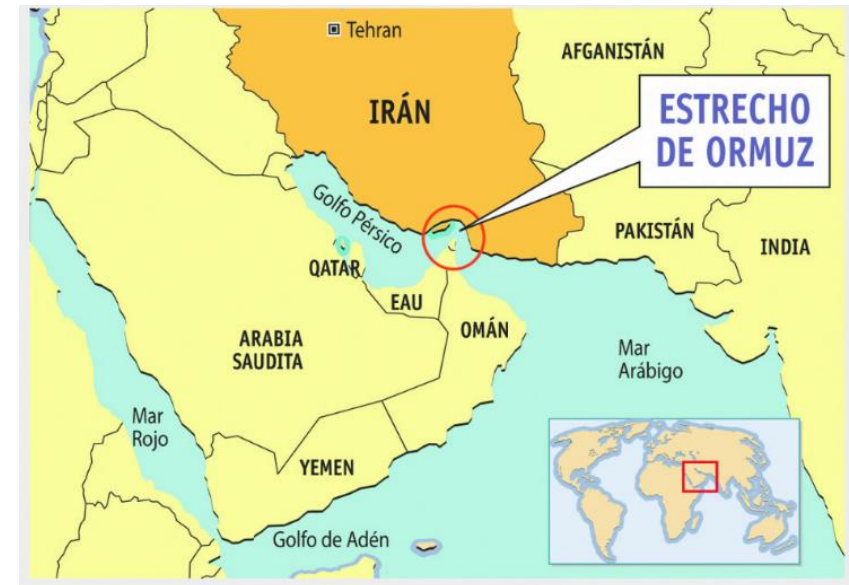 Tehran
AFGANISTÁN
IRÁN
ESTRECHO
DE ORMUZ
Golfo Pérsico
PAKISTÁN
INDIA
QATAR
EAU
OMÁN
ARABIA
SAUDITA
Mar
Arábigo
Mar
Rojo
YEMEN
Golfo de Adén